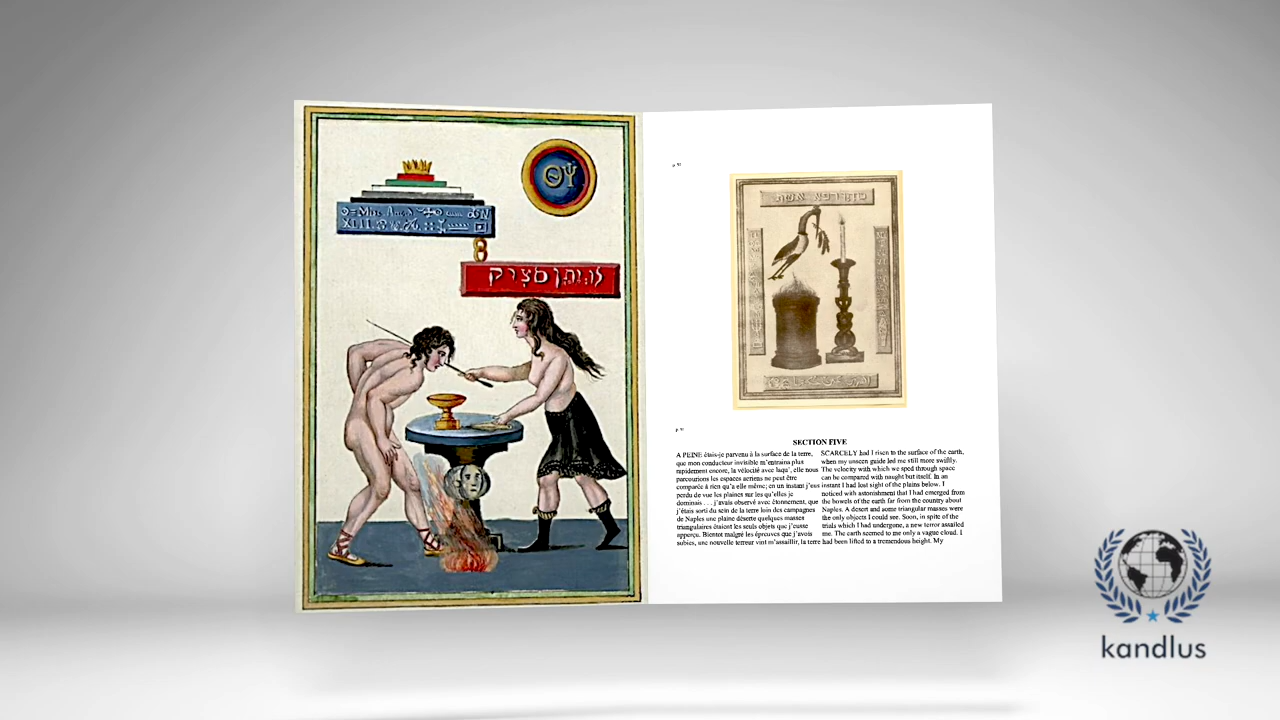 ΘΨ
p. 91
SECTION FIVE
A PEINE étais-je parvenu à la surface de la terre,
que mon conducteur invisible m'entraina plus
rapidement encore, la vélocité avec laqu', elle nous
parcourions les espaces aeriens ne peut être
comparée à rien qu'a elle même; en un instant j'eus
perdu de vue les plaines sur les qu'elles je
dominais . . . j'avais observé avec étonnement, que
j'étais sorti du sein de la terre loin des campagnes
de Naples une plaine déserte quelques masses
triangulaires étaient les seuls objets que j'eusse
apperçu. Bientot malgré les épreuves que j'avois
subies, une nouvelle terreur vint m'assaillir, la terre
SCARCELY had I risen to the surface of the earth,
when my unseen guide led me still more swiftly.
The velocity with which we sped through space
can be compared with naught but itself. In an
instant I had lost sight of the plains below. I
noticed with astonishment that I had emerged from
the bowels of the earth far from the country about
Naples. A desert and some triangular masses were
the only objects I could see. Soon, in spite of the
trials which I had undergone, a new terror assailed
me. The earth seemed to me only a vague cloud. I
had been lifted to a tremendous height. My
kandlus